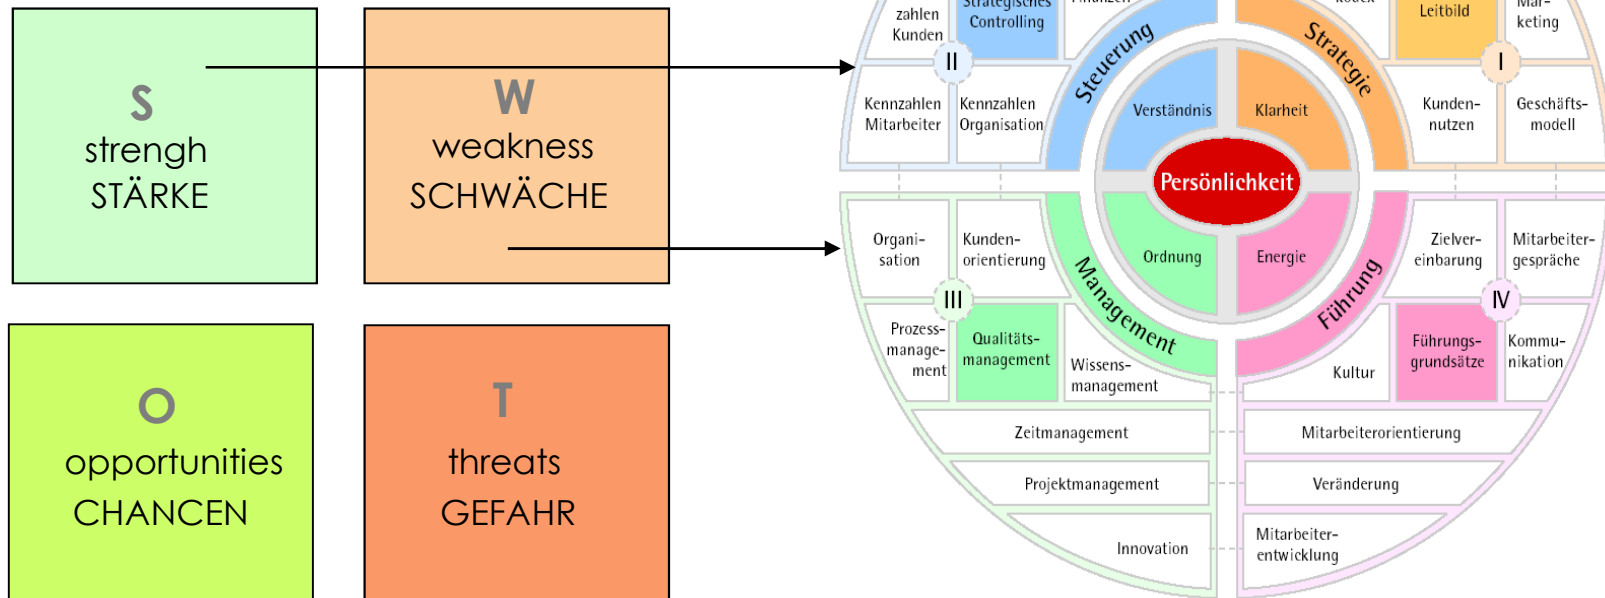 S
strengh
STÄRKE
W
weakness
SCHWÄCHE
O
opportunities
CHANCEN
T
threats
GEFAHR
zahlen
Kunden
Strategisches
Controlling
Finanzen
II
Kennzahlen
Mitarbeiter
Kennzahlen
Organisation
Steuerung
Verständnis
Strategie
Klarheit
kodex
Leitbild
Mar-
keting
I
Kunden-
nutzen
Geschäfts-
modell
Persönlichkeit
Organi-
sation
Kunden-
orientierung
III
Prozess-
manage-
ment
Qualitäts-
management
Wissens-
management
Management
Ordnung
Zeitmanagement
Projektmanagement
Innovation
Energie
Führung
Zielver-
einbarung
Mitarbeiter-
gespräche
IV
Kultur
Führungs-
grundsätze
Kommu-
nikation
Mitarbeiterorientierung
Veränderung
Mitarbeiter-
entwicklung